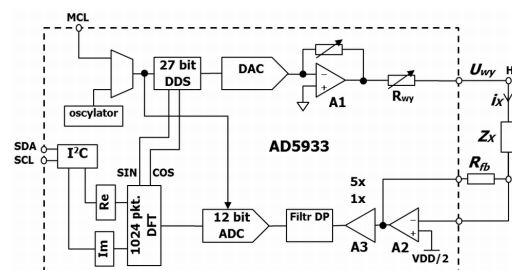 MCL
27 bit
DDS
DAC
A1
Rwy
Uwy
H
iX
ZX
oscylator
SDA
SCL
I²C
SIN
COS
AD5933
Rfb
5x
1x
Re
Im
1024 pkt.
DFT
12 bit
ADC
Filtr DP
A3
A2
VDD/2